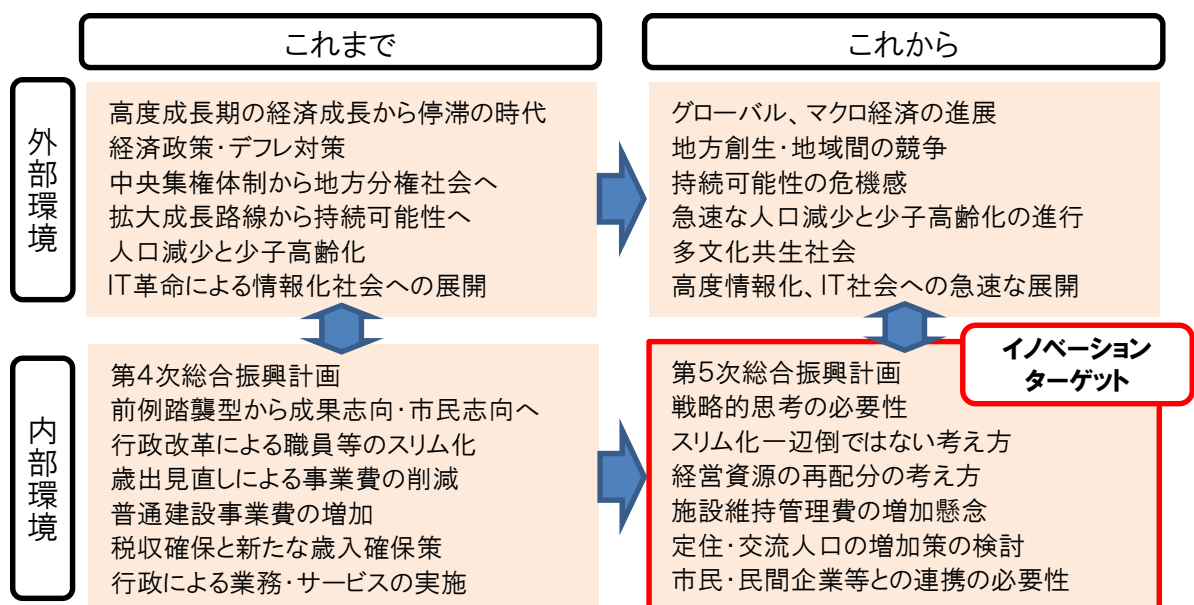 これまで
これから
外部環境
高度成長期の経済成長から停滞の時代
経済政策・デフレ対策
中央集権体制から地方分権社会へ
拡大成長路線から持続可能性へ
人口減少と少子高齢化
IT革命による情報化社会への展開
グローバル、マクロ経済の進展
地方創生・地域間の競争
持続可能性の危機感
急速な人口減少と少子高齢化の進行
多文化共生社会
高度情報化、IT社会への急速な展開
内部環境
第4次総合振興計画
前例踏襲型から成果志向・市民志向へ
行政改革による職員等のスリム化
歳出見直しによる事業費の削減
普通建設事業費の増加
税収確保と新たな歳入確保策
行政による業務・サービスの実施
イノベーション
ターゲット
第5次総合振興計画
戦略的思考の必要性
スリム化一辺倒ではない考え方
経営資源の再配分の考え方
施設維持管理費の増加懸念
定住・交流人口の増加策の検討
市民・民間企業等との連携の必要性